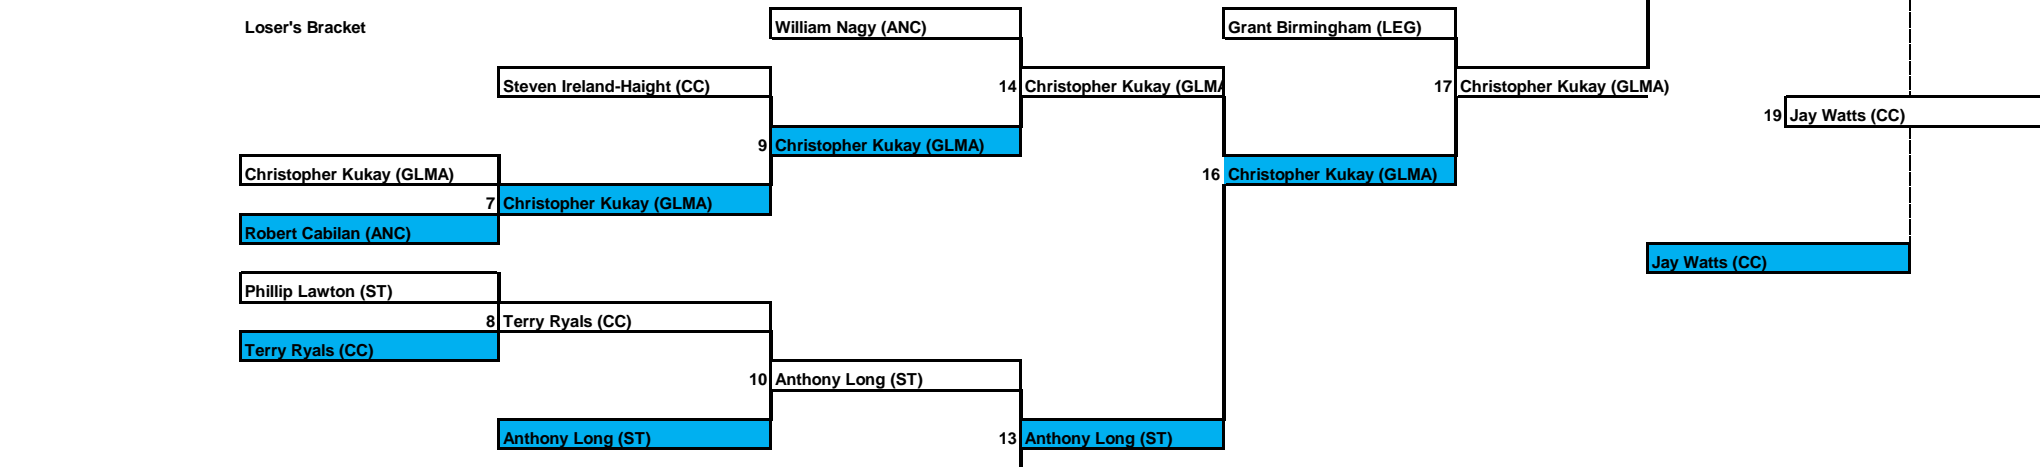 Loser's Bracket
William Nagy (ANC)
Grant Birmingham (LEG)
Steven Ireland-Haight (CC)
14 Christopher Kukay (GLMA
17 Christopher Kukay (GLMA)
19 Jay Watts (CC)
9 Christopher Kukay (GLMA)
Christopher Kukay (GLMA)
16 Christopher Kukay (GLMA)
7 Christopher Kukay (GLMA)
Robert Cabilan (ANC)
Jay Watts (CC)
Phillip Lawton (ST)
8 Terry Ryals (CC)
Terry Ryals (CC)
10 Anthony Long (ST)
Anthony Long (ST)
13 Anthony Long (ST)